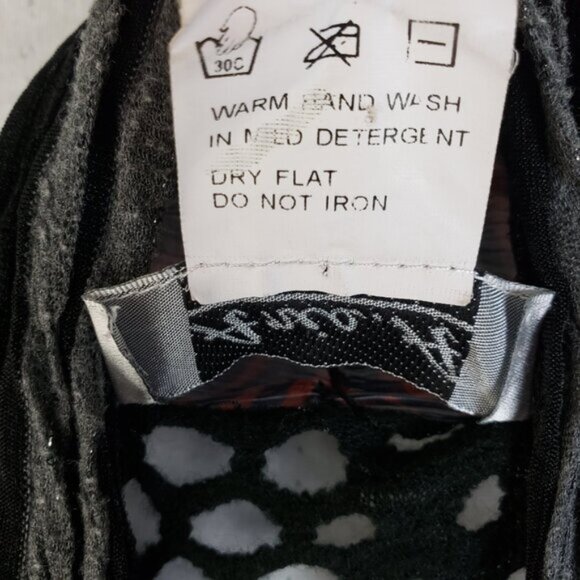 30C
WARM HAND WASH
IN MILD DETERGENT
DRY FLAT
DO NOT IRON